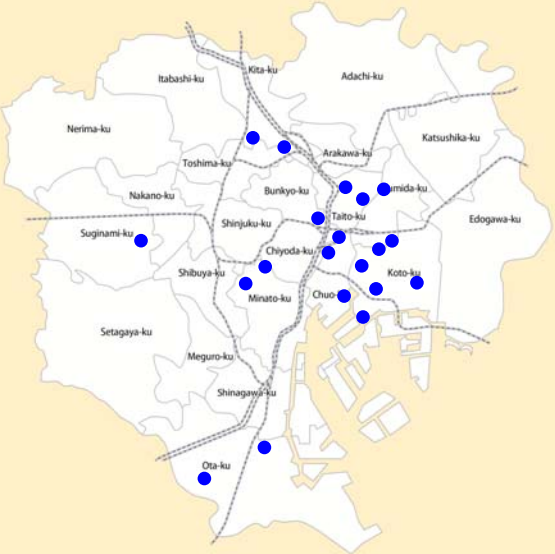 Kita-ku
Itabashi-ku
Adachi-ku
Nerima-ku
Katsushika-ku
Arakawa-ku
Toshima-ku
Bunkyo-ku
umida-ku
Nakano-ku
Taito-ku
Edogawa-ku
Shinjuku-ku
Suginami-ku
Chiyoda-ku
Shibuya-ku
Koto-ku
Minato-ku
Chuo-
Setagaya-ku
Meguro-ku
Shinagawa-ku
Ota-ku